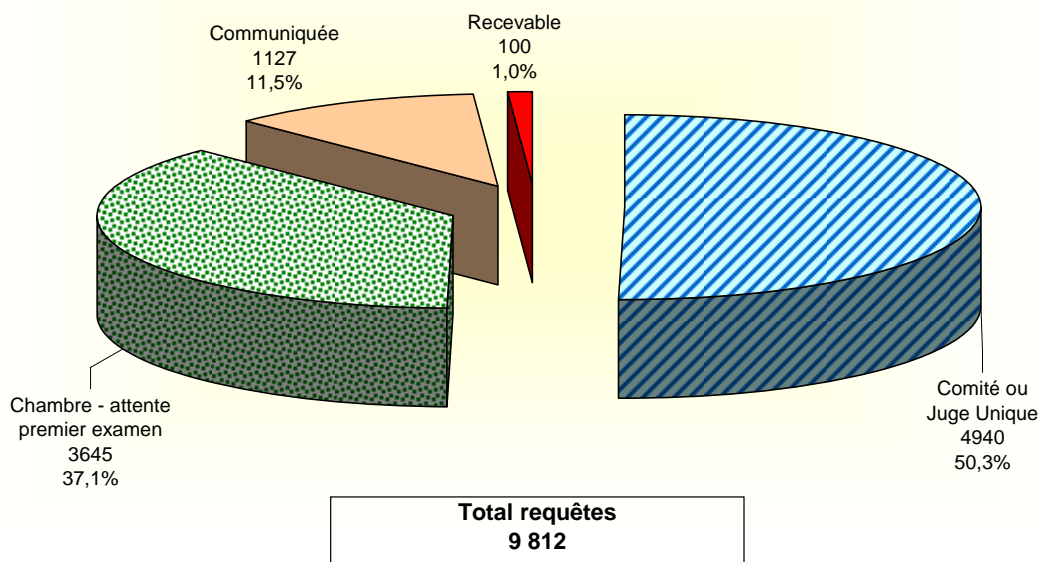 Recevable
100
1,0%
Communiquée
1127
11,5%
Chambre - attente
premier examen
3645
37,1%
Comité ou
Juge Unique
4940
50,3%
Total requêtes
9 812